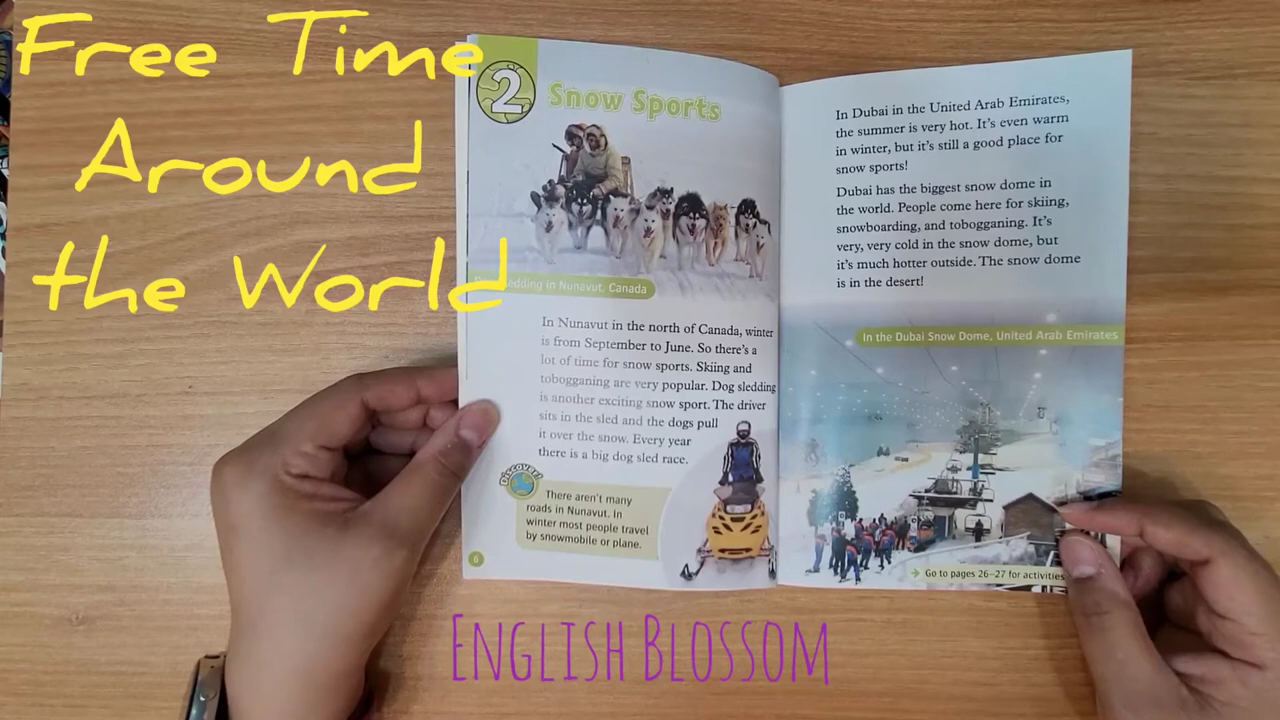 Free Time
Around
the World
2
Snow Sports
sledding in Nunavut, Canada
In Nunavut in the north of Canada, winter
is from September to June. So there's a
lot of time for snow sports. Skiing and
tobogganing are very popular. Dog sledding
is another exciting snow sport. The driver
sits in the sled and the dogs pull
it over the snow. Every year
there is a big dog sled race.
Discover!
There aren't many
roads in Nunavut. In
winter most people travel
by snowmobile or plane.
6
In Dubai in the United Arab Emirates,
the summer is very hot. It's even warm
in winter, but it's still a good place for
snow sports!
Dubai has the biggest snow dome in
the world. People come here for skiing,
snowboarding, and tobogganing. It's
very, very cold in the snow dome, but
it's much hotter outside. The snow dome
is in the desert!
In the Dubai Snow Dome, United Arab Emirates
→ Go to pages 26–27 for activities
English Blossom